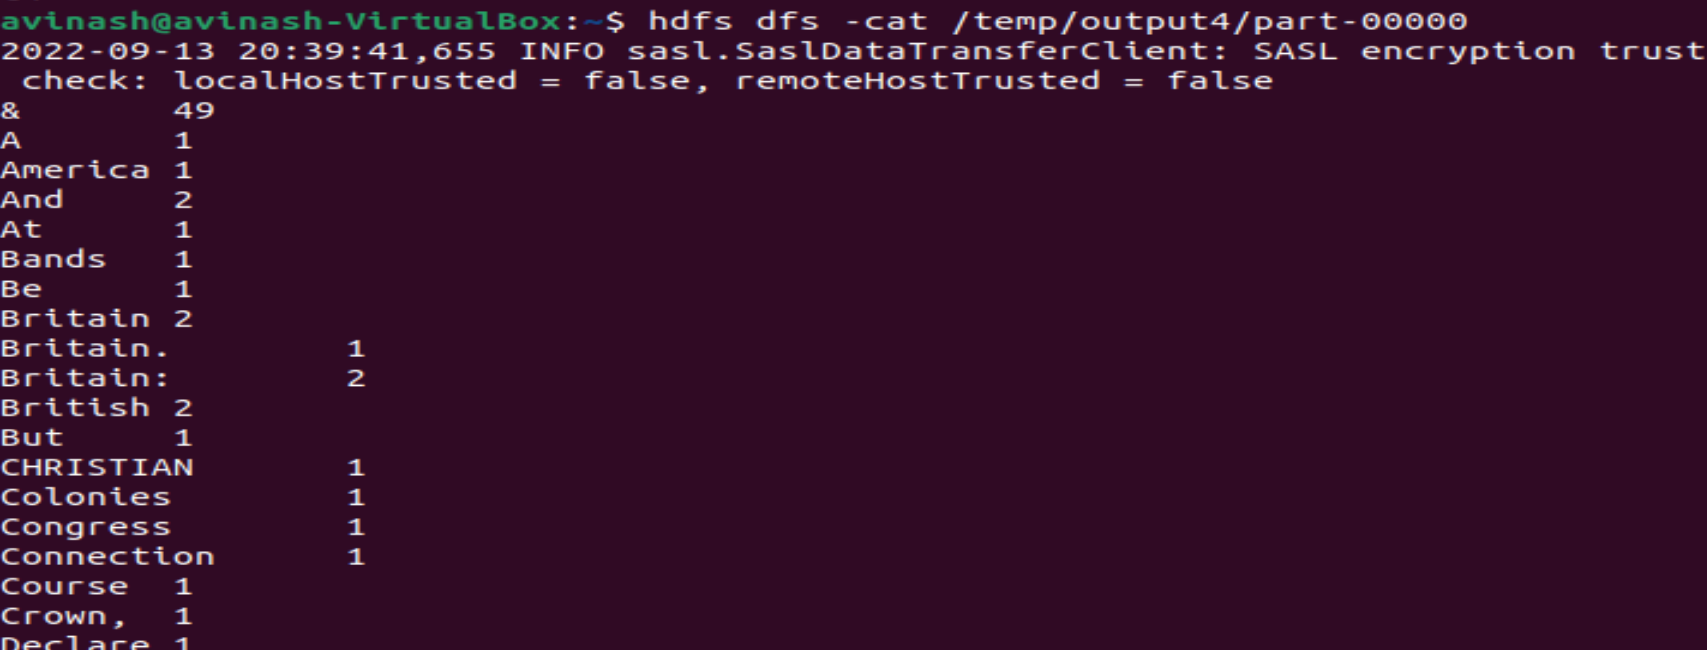 avinash@avinash-VirtualBox:~$ hdfs dfs -cat /temp/output4/part-00000
2022-09-13 20:39:41,655 INFO sasl.SaslDataTransferClient: SASL encryption trust
 check: localHostTrusted = false, remoteHostTrusted = false
&       49
A       1
America 1
And     2
At      1
Bands   1
Be      1
Britain 2
Britain.        1
Britain:        2
British 2
But     1
CHRISTIAN       1
Colonies        1
Congress        1
Connection      1
Course  1
Crown,  1
Declare 1